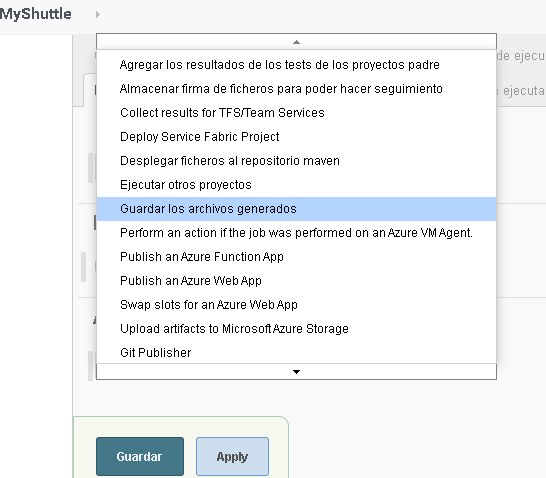 MyShuttle
de ejecu
Agregar los resultados de los tests de los proyectos padre
Almacenar firma de ficheros para poder hacer seguimiento
ejecuta
Collect results for TFS/Team Services
Deploy Service Fabric Project
Desplegar ficheros al repositorio maven
Ejecutar otros proyectos
Guardar los archivos generados
Perform an action if the job was performed on an Azure VM Agent.
Publish an Azure Function App
Publish an Azure Web App
Swap slots for an Azure Web App
Upload artifacts to Microsoft Azure Storage
Git Publisher
Guardar
Apply